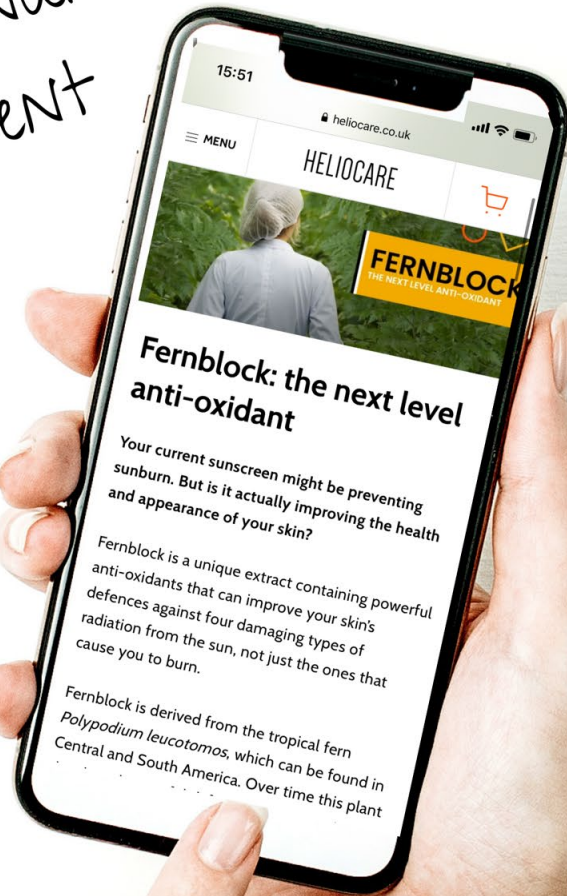 15:51
heliocare.co.uk
MENU
HELIOCARE
FERNBLOCK
THE NEXT LEVEL ANTI-OXIDANT
Fernblock: the next level
anti-oxidant
Your current sunscreen might be preventing
sunburn. But is it actually improving the health
and appearance of your skin?
Fernblock is a unique extract containing powerful
anti-oxidants that can improve your skin's
defences against four damaging types of
radiation from the sun, not just the ones that
cause you to burn.
Fernblock is derived from the tropical fern
Polypodium leucotomos, which can be found in
Central and South America. Over time this plant